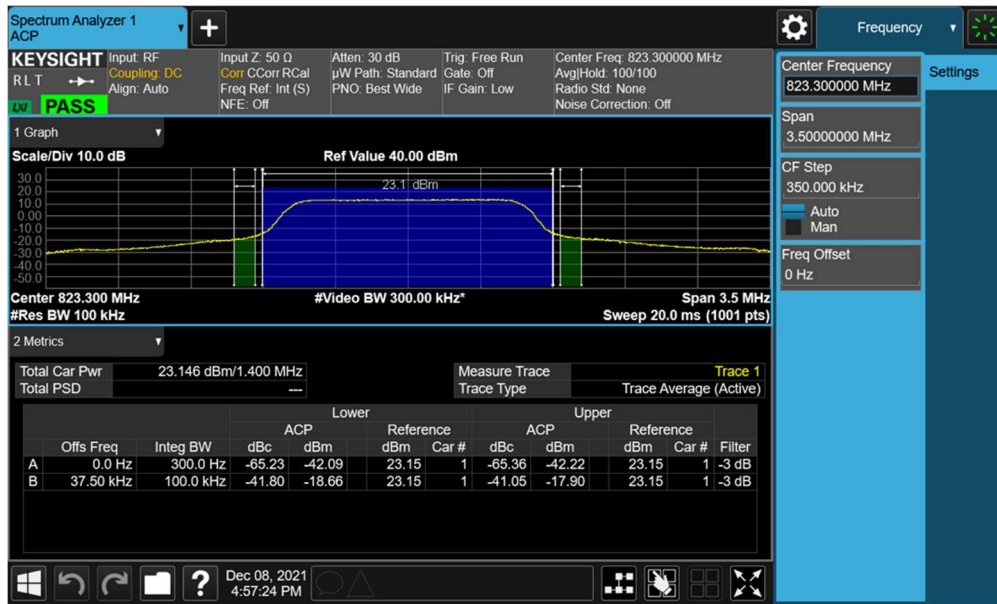 Spectrum Analyzer 1
ACP
+
Frequency
KEYSIGHT
RLT
LXI PASS
Input: RF
Coupling: DC
Align: Auto
Input Z: 50 Ω
Corr CCorr RCal
Freq Ref: Int (S)
NFE: Off
Atten: 30 dB
µW Path: Standard
PNO: Best Wide
Trig: Free Run
Gate: Off
IF Gain: Low
Center Freq: 823.300000 MHz
Avg|Hold: 100/100
Radio Std: None
Noise Correction: Off
Center Frequency
823.300000 MHz
Settings
Span
3.50000000 MHz
CF Step
350.000 kHz
Auto
Man
Freq Offset
0 Hz
1 Graph
Scale/Div 10.0 dB Ref Value 40.00 dBm
30.0
20.0
10.0
0.00
-10.0
-20.0
-30.0
-40.0
-50.0
23.1 dBm
Center 823.300 MHz #Video BW 300.00 kHz* Span 3.5 MHz
#Res BW 100 kHz Sweep 20.0 ms (1001 pts)
2 Metrics
Total Car Pwr 23.146 dBm/1.400 MHz Measure Trace Trace 1
Total PSD --- Trace Type Trace Average (Active)
Lower Upper
ACP Reference ACP Reference
Offs Freq Integ BW dBc dBm dBm Car # dBc dBm dBm Car # Filter
A 0.0 Hz 300.0 Hz -65.23 -42.09 23.15 1 -65.36 -42.22 23.15 1 -3 dB
B 37.50 kHz 100.0 kHz -41.80 -18.66 23.15 1 -41.05 -17.90 23.15 1 -3 dB
?
Dec 08, 2021
4:57:24 PM